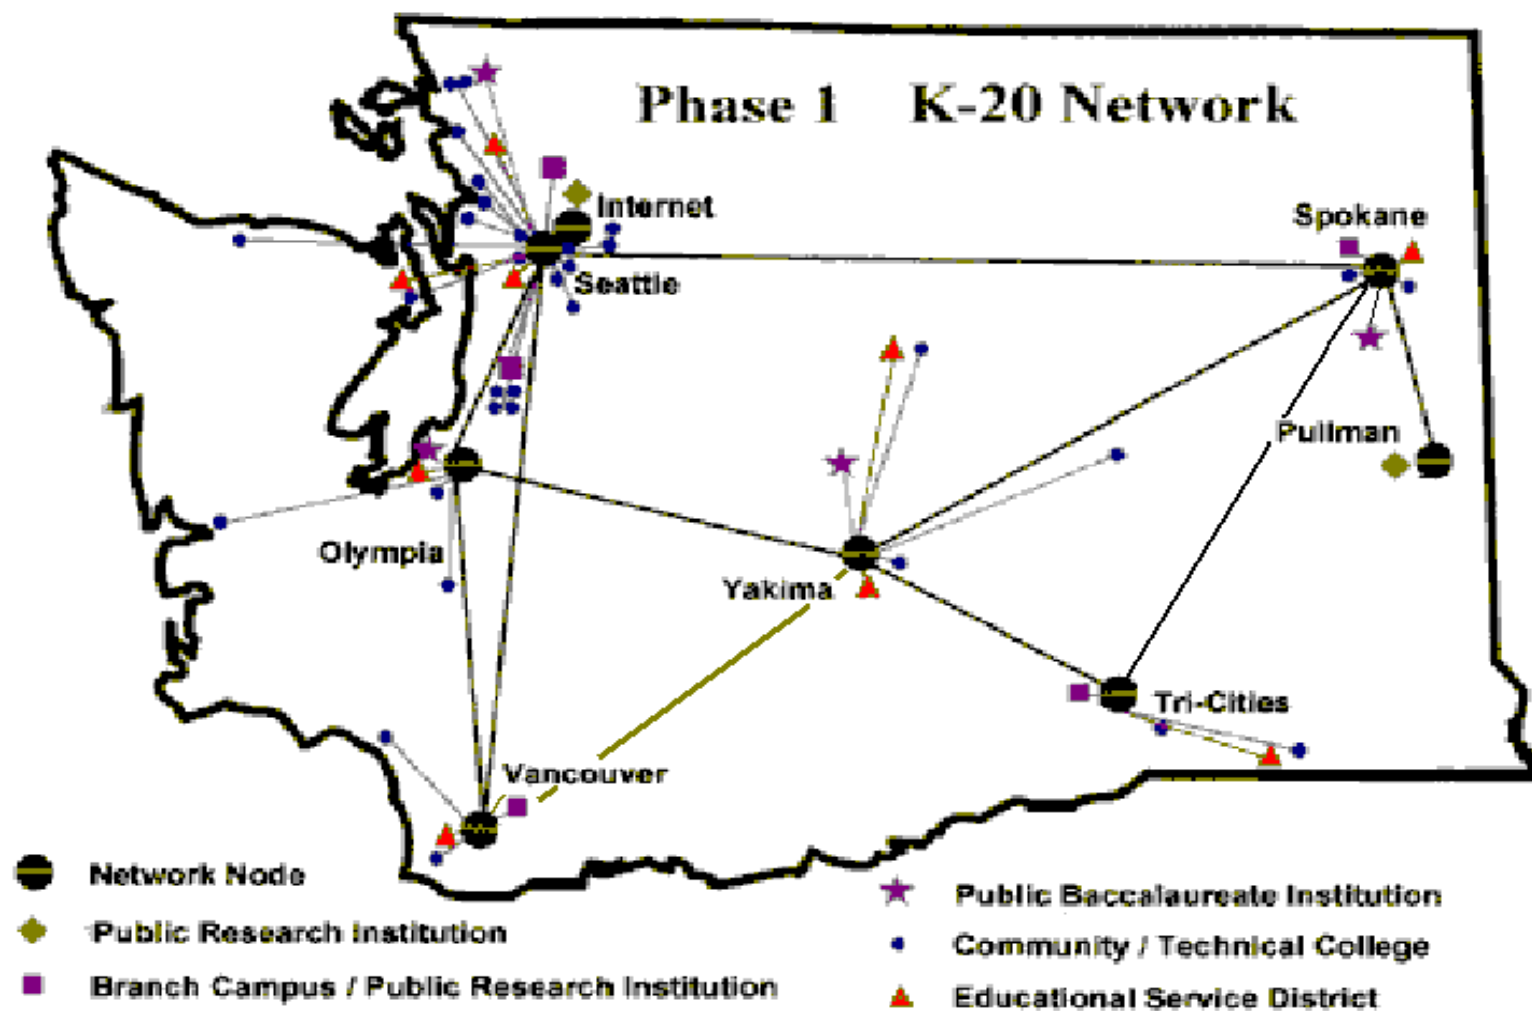 Phase 1 K-20 Network
Internet
Spokane
Seattle
Pullman
Olympia
Yakima
Tri-Cities
Vancouver
Network Node
Public Research Institution
Branch Campus / Public Research Institution
Public Baccalaureate Institution
Community / Technical College
Educational Service District